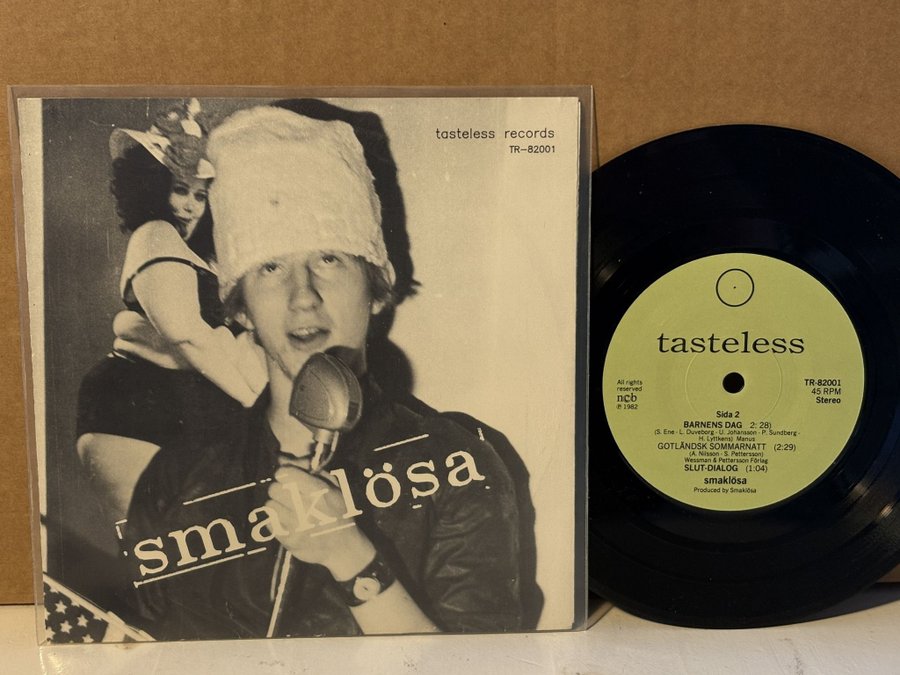 tasteless records
TR-82001
smaklösa
tasteless
All rights
reserved
ncb
℗ 1982
TR-82001
45 RPM
Stereo
Sida 2
BARNENS DAG 2: 28)
(S. Ene · L. Duveborg · U. Johansson · P. Sundberg ·
H. Lyttkens) Manus
GOTLÄNDSK SOMMARNATT (2:29)
(A. Nilsson · S. Pettersson)
Wessman & Pettersson Förlag
SLUT-DIALOG (1:04)
smaklösa
Produced by Smaklösa